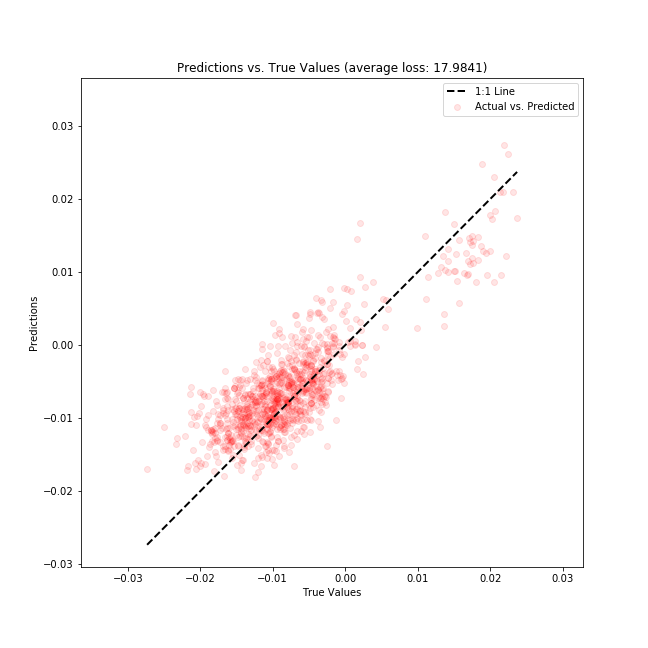 Predictions vs. True Values (average loss: 17.9841)
1:1 Line
Actual vs. Predicted
0.03
0.02
0.01
0.00
−0.01
−0.02
−0.03
Predictions
−0.03 −0.02 −0.01 0.00 0.01 0.02 0.03
True Values